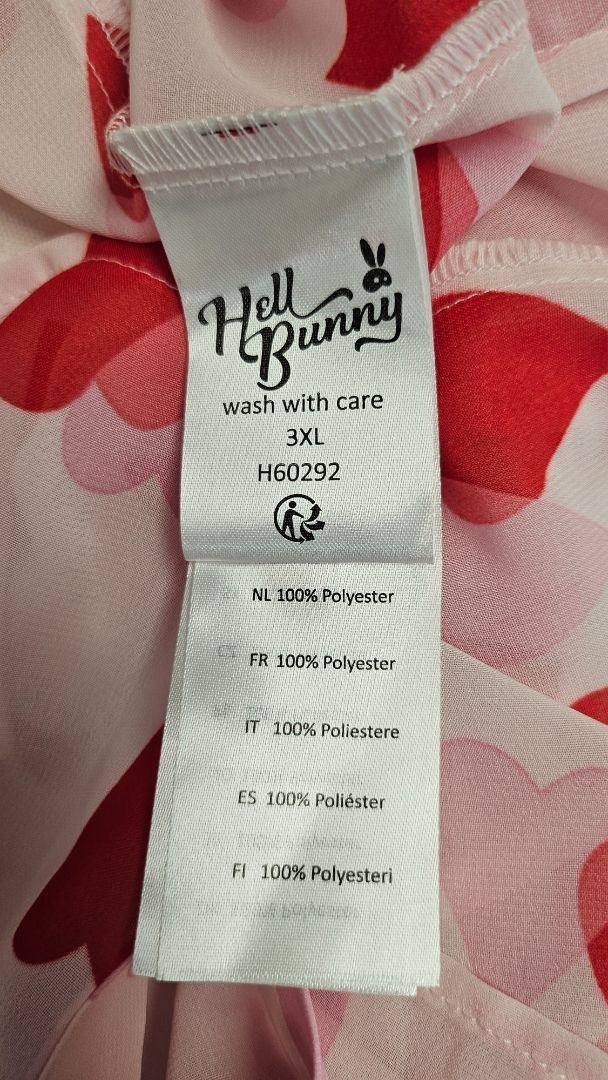 Hell
Bunny
wash with care
3XL
H60292
NL 100% Polyester
FR 100% Polyester
IT 100% Poliestere
ES 100% Poliéster
FI 100% Polyesteri